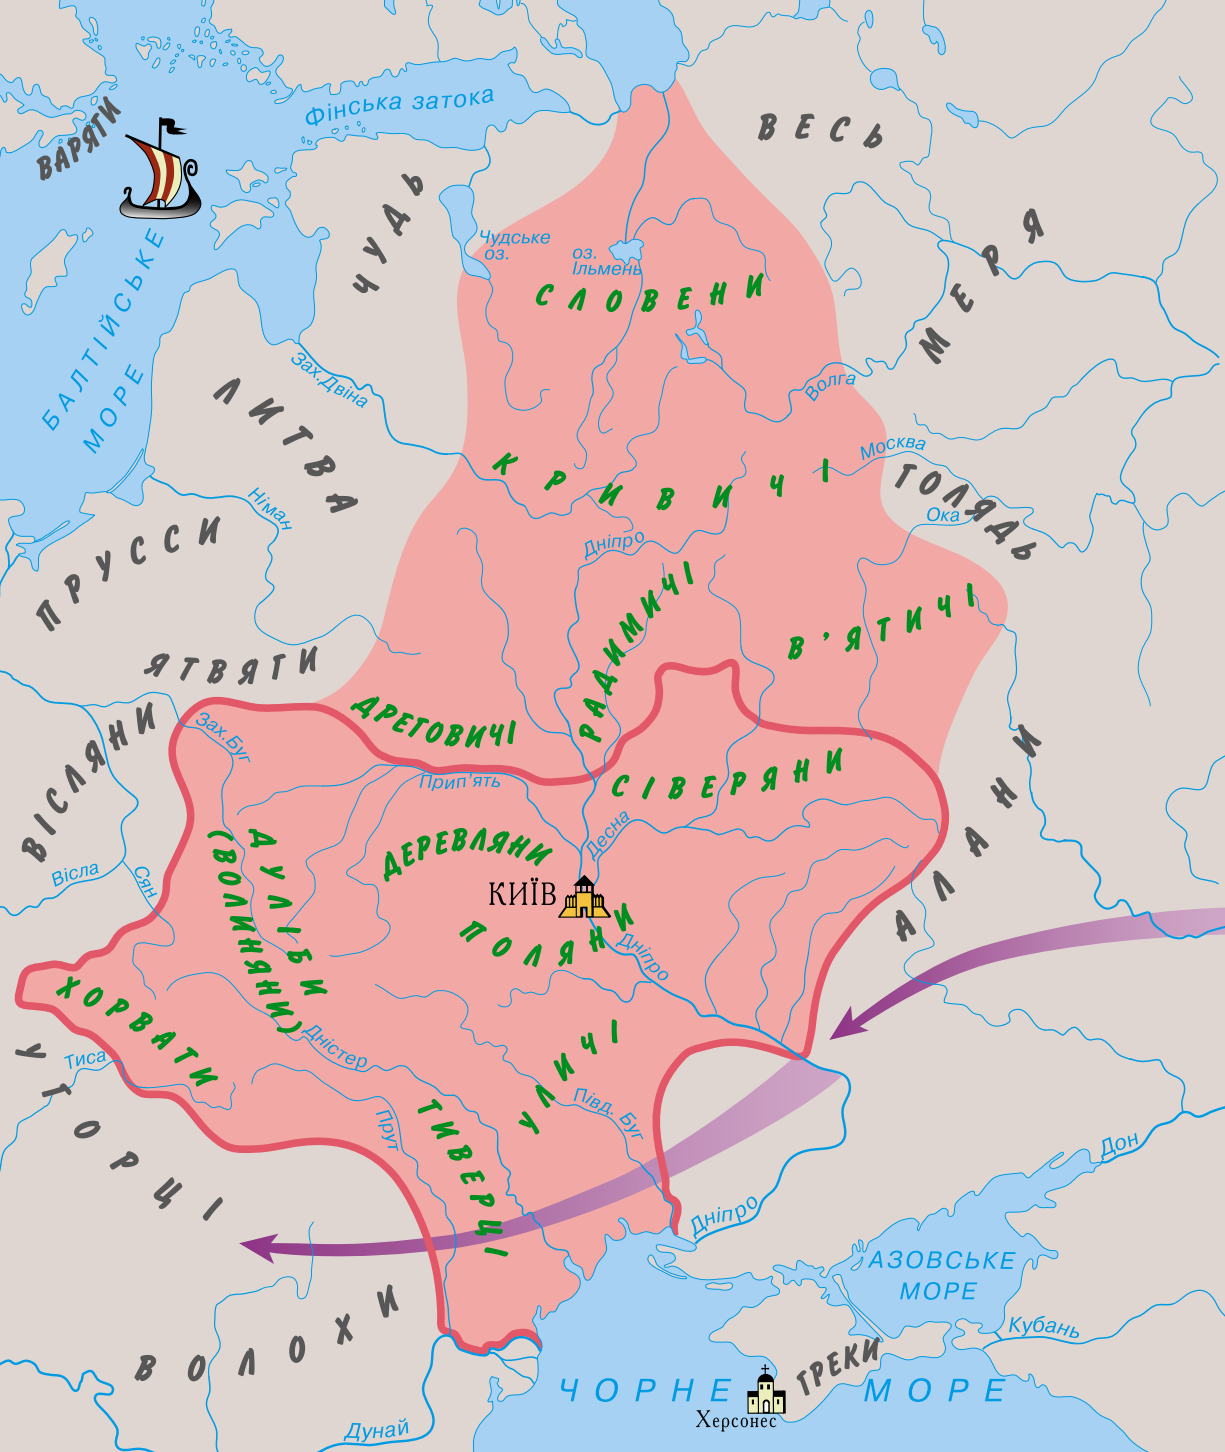 Фінська затока
ВАРЯГИ
ВЕСЬ
ЧУДЬ
МЕРЯ
Чудське
оз.
оз.
Ільмень
СЛОВЕНИ
БАЛТІЙСЬКЕ
МОРЕ
Зах.Двіна
Волга
ЛИТВА
Москва
ГОЛЯДЬ
КРИВИЧІ
Німан
Ока
ПРУССИ
Дніпро
РАДИМИЧІ
В'ЯТИЧІ
ЯТВЯГИ
ДРЕГОВИЧІ
Зах.Буг
ВІСЛЯНИ
Прип'ять
СІВЕРЯНИ
АЛАНИ
Десна
ДЕРЕВЛЯНИ
ДУЛІБИ
(ВОЛИНЯНИ)
Вісла
Сян
КИЇВ
ПОЛЯНИ
Дніпро
ХОРВАТИ
Дністер
УЛИЧІ
Тиса
УГОРЦІ
Прут
ТИВЕРЦІ
Півд. Буг
Дон
Дніпро
АЗОВСЬКЕ
МОРЕ
ВОЛОХИ
Кубань
ГРЕКИ
ЧОРНЕ МОРЕ
Херсонес
Дунай